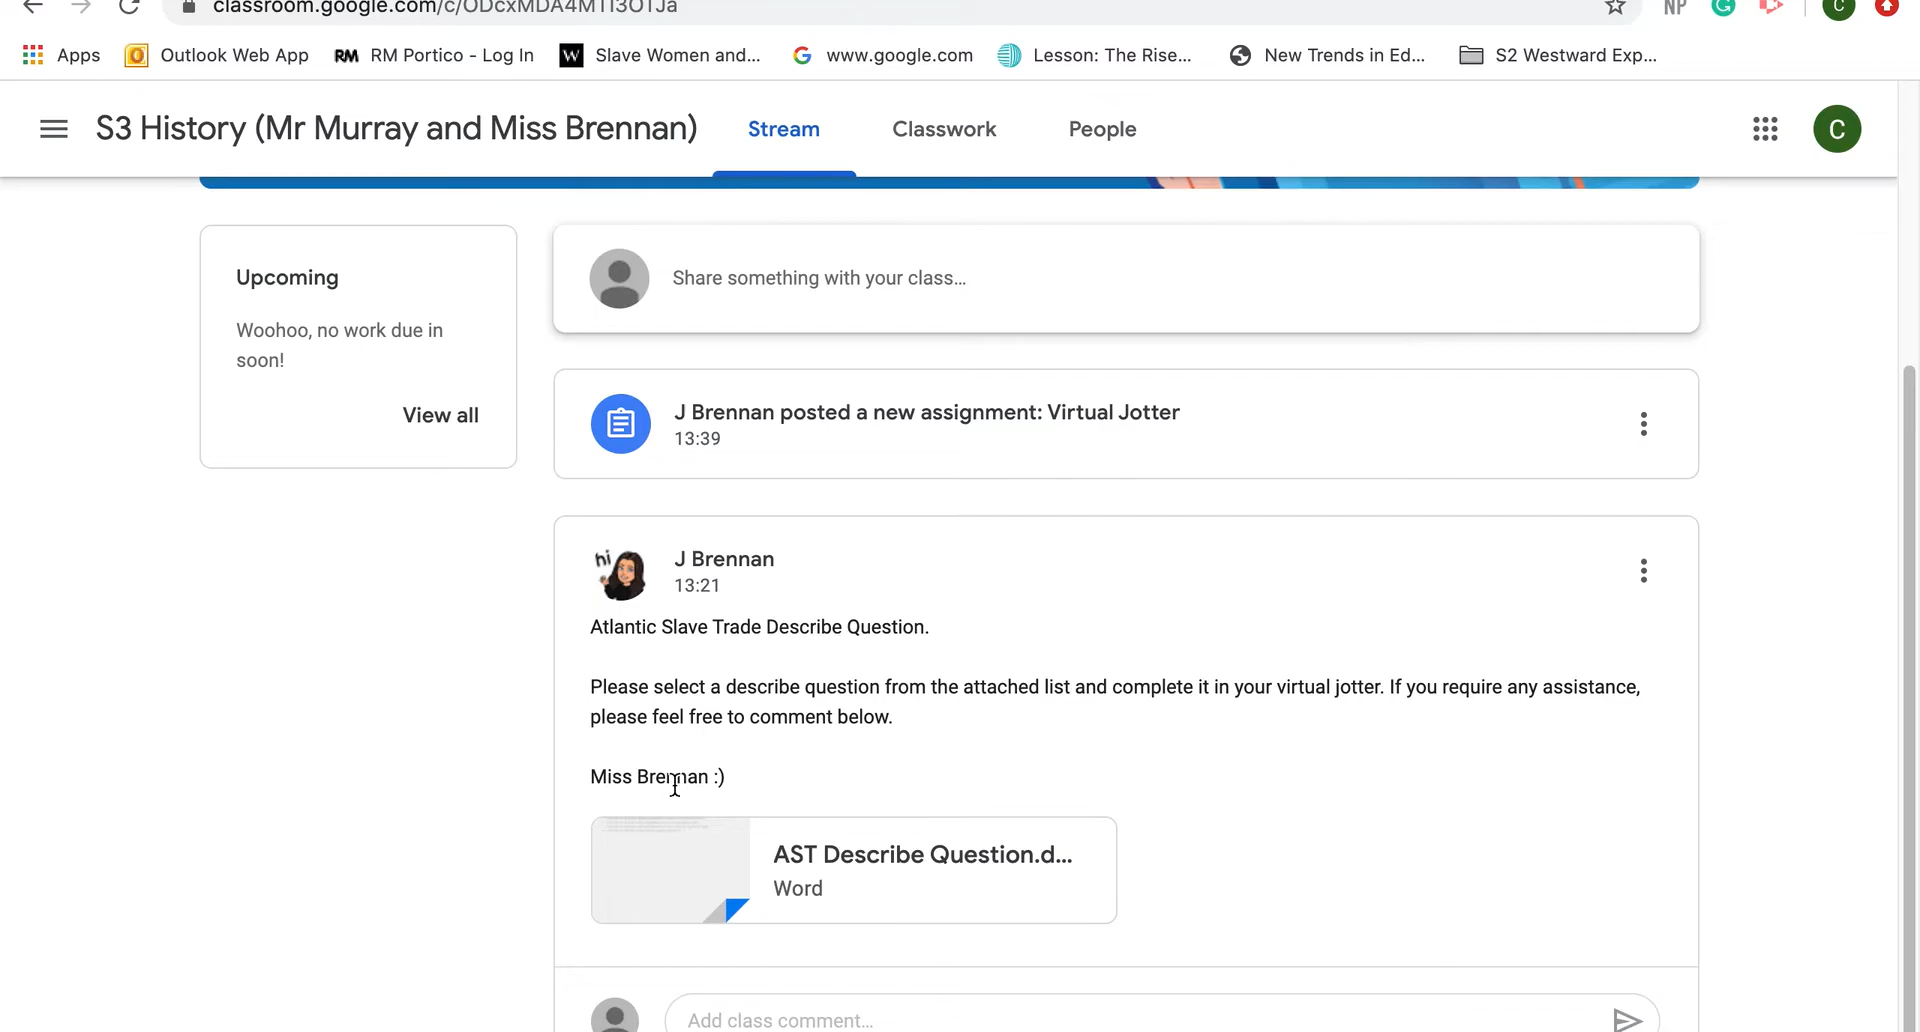 classroom.google.com/c/
NP
C
Apps
Outlook Web App
RM
RM Portico - Log In
W
Slave Women and...
G
www.google.com
Lesson: The Rise...
New Trends in Ed...
S2 Westward Exp...
S3 History (Mr Murray and Miss Brennan)
Stream
Classwork
People
C
Upcoming
Woohoo, no work due in
soon!
View all
Share something with your class...
J Brennan posted a new assignment: Virtual Jotter
13:39
hi
J Brennan
13:21
Atlantic Slave Trade Describe Question.
Please select a describe question from the attached list and complete it in your virtual jotter. If you require any assistance,
please feel free to comment below.
Miss Brennan :)
AST Describe Question.d...
Word
Add class comment...